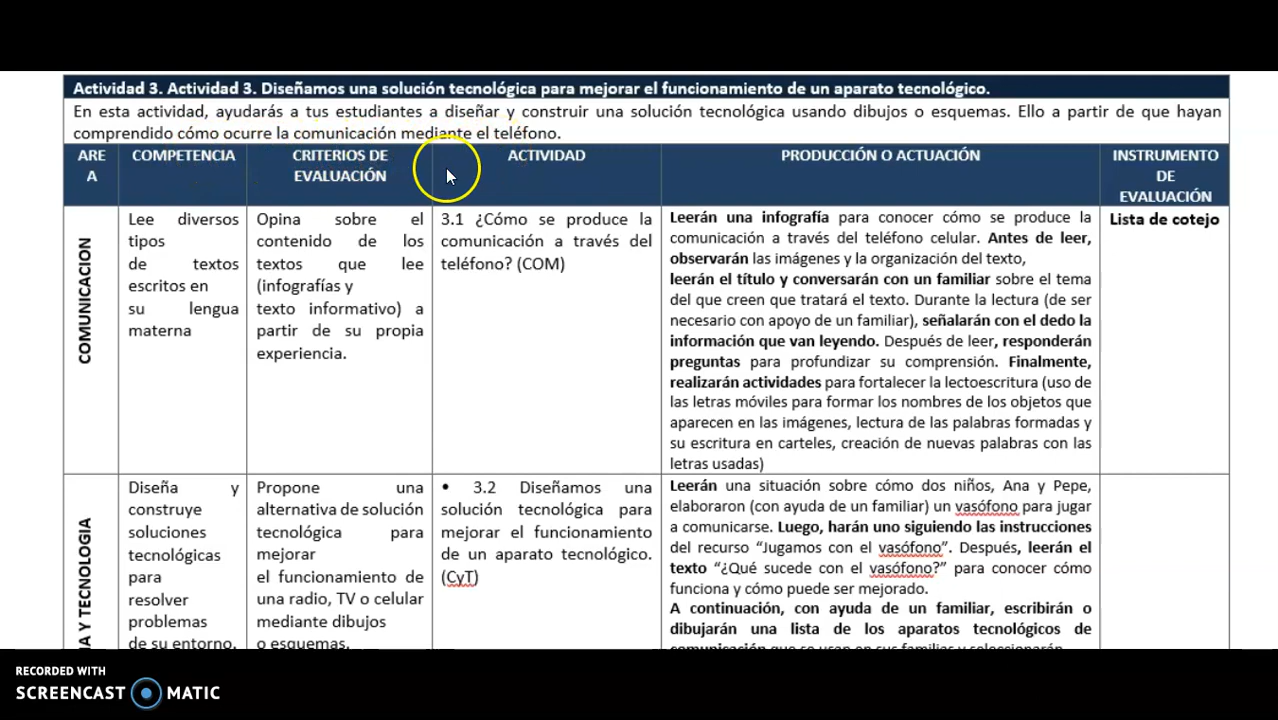 Actividad 3. Actividad 3. Diseñamos una solución tecnológica para mejorar el funcionamiento de un aparato tecnológico.
En esta actividad, ayudarás a tus estudiantes a diseñar y construir una solución tecnológica usando dibujos o esquemas. Ello a partir de que hayan
comprendido cómo ocurre la comunicación mediante el teléfono.
ARE
A
COMPETENCIA
CRITERIOS DE
EVALUACIÓN
ACTIVIDAD
PRODUCCIÓN O ACTUACIÓN
INSTRUMENTO
DE
EVALUACIÓN
COMUNICACION
Lee diversos
tipos
de textos
escritos en
su lengua
materna
Opina sobre el
contenido de los
textos que lee
(infografías y
texto informativo) a
partir de su propia
experiencia.
3.1 ¿Cómo se produce la
comunicación a través del
teléfono? (COM)
Leerán una infografía para conocer cómo se produce la
comunicación a través del teléfono celular. Antes de leer,
observarán las imágenes y la organización del texto,
leerán el título y conversarán con un familiar sobre el tema
del que creen que tratará el texto. Durante la lectura (de ser
necesario con apoyo de un familiar), señalarán con el dedo la
información que van leyendo. Después de leer, responderán
preguntas para profundizar su comprensión. Finalmente,
realizarán actividades para fortalecer la lectoescritura (uso de
las letras móviles para formar los nombres de los objetos que
aparecen en las imágenes, lectura de las palabras formadas y
su escritura en carteles, creación de nuevas palabras con las
letras usadas)
Lista de cotejo
A Y TECNOLOGIA
Diseña y
construye
soluciones
tecnológicas
para
resolver
problemas
de su entorno.
Propone una
alternativa de solución
tecnológica para
mejorar
el funcionamiento de
una radio, TV o celular
mediante dibujos
o esquemas.
• 3.2 Diseñamos una
solución tecnológica para
mejorar el funcionamiento
de un aparato tecnológico.
(CyT)
Leerán una situación sobre cómo dos niños, Ana y Pepe,
elaboraron (con ayuda de un familiar) un vasófono para jugar
a comunicarse. Luego, harán uno siguiendo las instrucciones
del recurso “Jugamos con el vasófono”. Después, leerán el
texto “¿Qué sucede con el vasófono?” para conocer cómo
funciona y cómo puede ser mejorado.
A continuación, con ayuda de un familiar, escribirán o
dibujarán una lista de los aparatos tecnológicos de
comunicación que se usan en sus familias y seleccionarán
RECORDED WITH
SCREENCAST MATIC